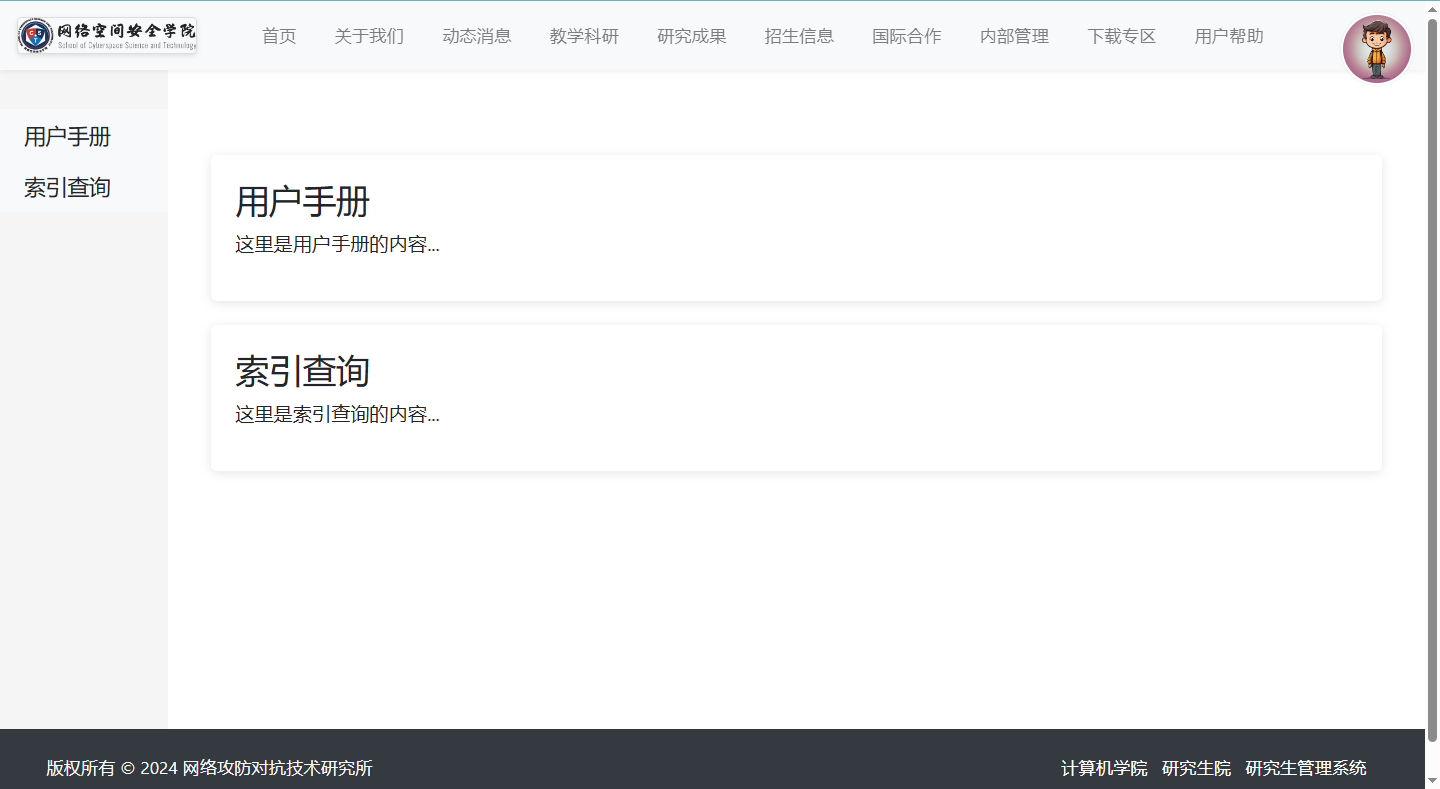 网络空间安全学院
School of Cyberspace Science and Technology
首页 关于我们 动态消息 教学科研 研究成果 招生信息 国际合作 内部管理 下载专区 用户帮助
用户手册
索引查询
用户手册
这里是用户手册的内容...
索引查询
这里是索引查询的内容...
版权所有 © 2024 网络攻防对抗技术研究所
计算机学院 研究生院 研究生管理系统